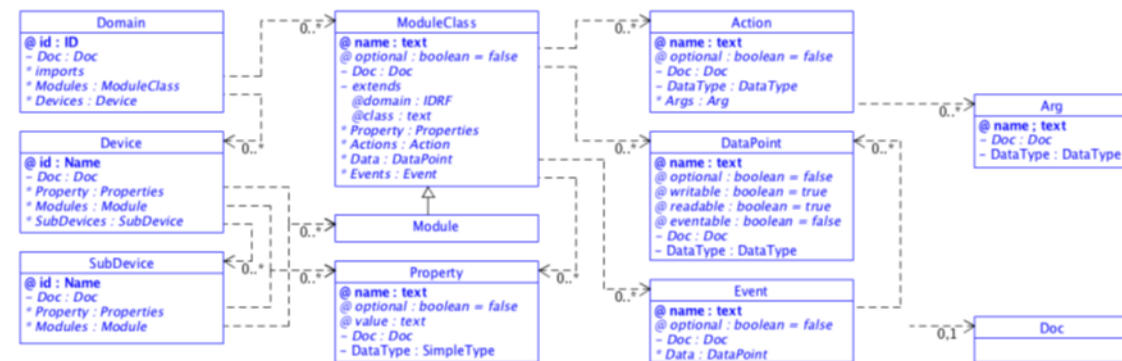 Domain
@ id : ID
– Doc : Doc
* imports
* Modules : ModuleClass
* Devices : Device
0..*
0..*
Device
@ id : Name
– Doc : Doc
* Property : Properties
* Modules : Module
* SubDevices : SubDevice
0..*
0..*
0..*
SubDevice
@ id : Name
– Doc : Doc
* Property : Properties
* Modules : Module
ModuleClass
@ name : text
@ optional : boolean = false
– Doc : Doc
– extends
@domain : IDRF
@class : text
* Property : Properties
* Actions : Action
* Data : DataPoint
* Events : Event
0..*
0..*
0..*
0..*
Module
Property
@ name : text
@ optional : boolean = false
@ value : text
– Doc : Doc
– DataType : SimpleType
Action
@ name : text
@ optional : boolean = false
– Doc : Doc
– DataType : DataType
* Args : Arg
0..*
DataPoint
@ name : text
@ optional : boolean = false
@ writable : boolean = true
@ readable : boolean = true
@ eventable : boolean = false
– Doc : Doc
– DataType : DataType
0..*
Event
@ name : text
@ optional : boolean = false
– Doc : Doc
* Data : DataPoint
Arg
@ name ; text
– Doc : Doc
– DataType : DataType
0,1
Doc